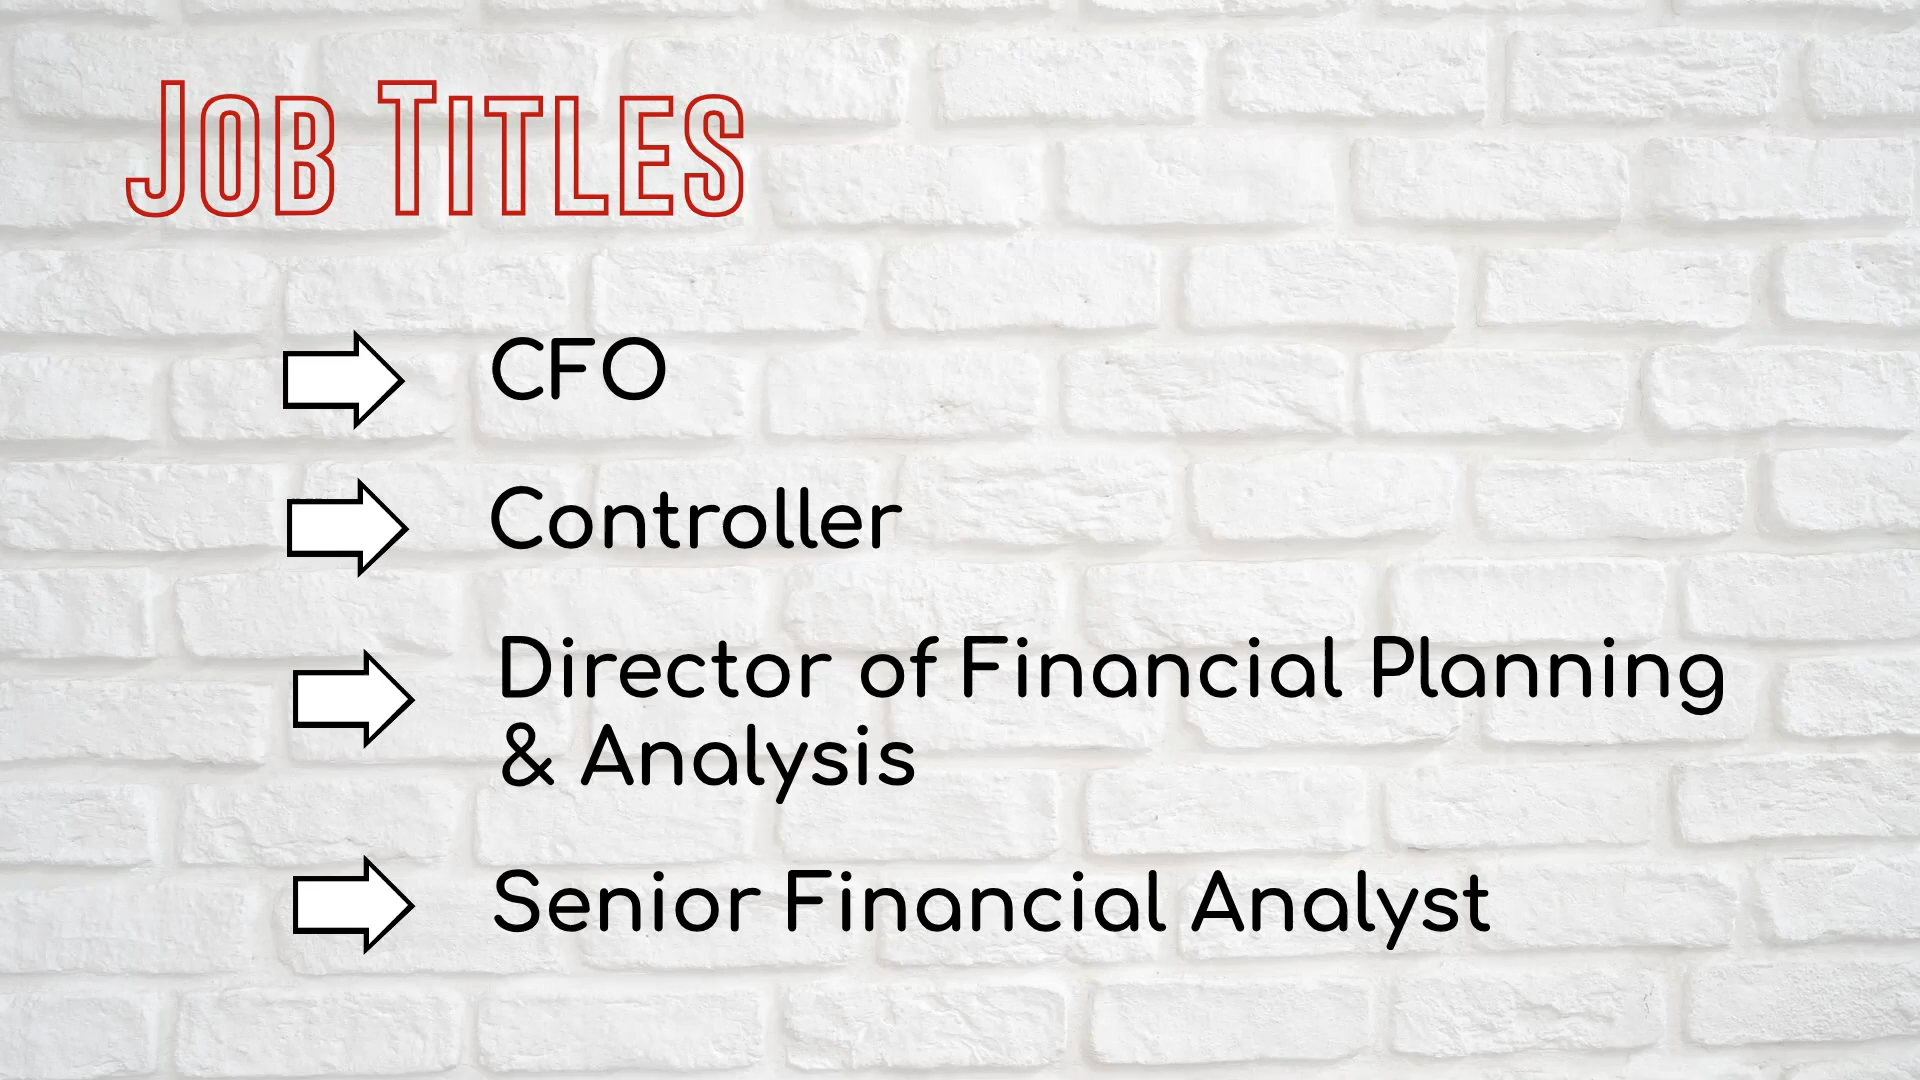 Job Titles
CFO
Controller
Director of Financial Planning
& Analysis
Senior Financial Analyst